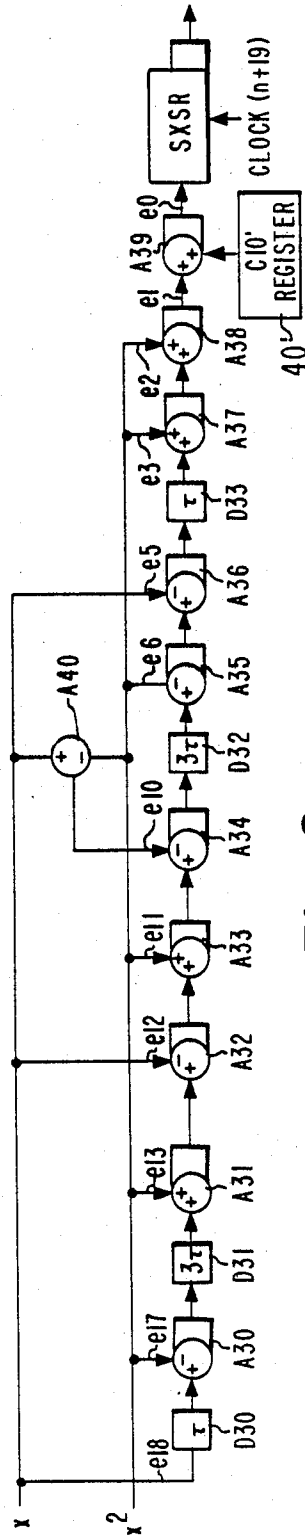 x
x²
e18
τ
D30
e17
−
+
A30
3τ
D31
e13
+
+
A31
e12
−
+
A32
e11
+
+
A33
e10
−
+
A34
A40
+
−
3τ
D32
e6
−
+
A35
e5
−
+
A36
τ
D33
e3
+
+
A37
e2
+
+
A38
e1
A39
+
+
e0
C10'
REGISTER
40'
SXSR
CLOCK (n+19)